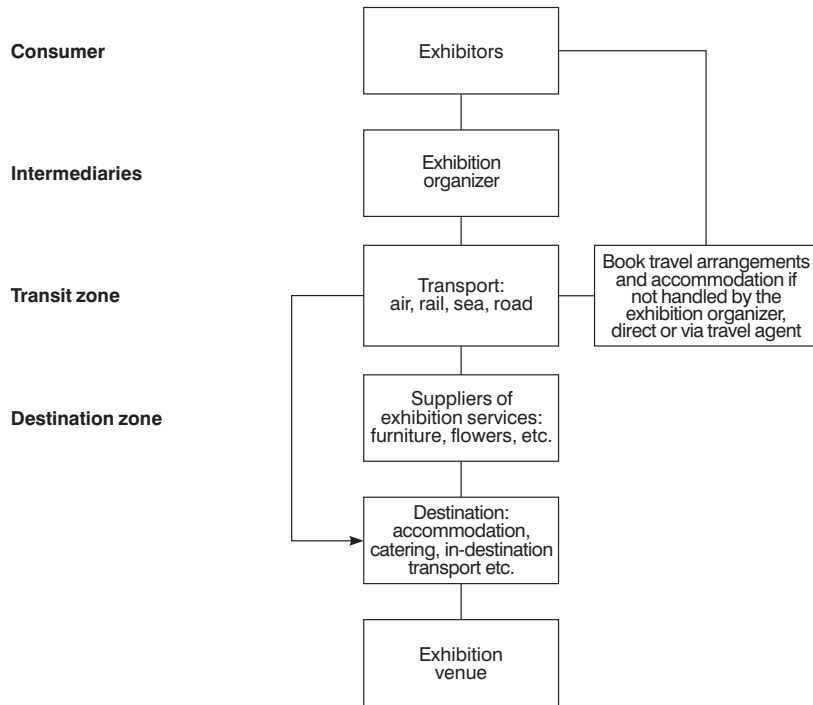 Consumer
Exhibitors
Intermediaries
Exhibition
organizer
Transit zone
Transport:
air, rail, sea, road
Book travel arrangements
and accommodation if
not handled by the
exhibition organizer,
direct or via travel agent
Destination zone
Suppliers of
exhibition services:
furniture, flowers, etc.
Destination:
accommodation,
catering, in-destination
transport etc.
Exhibition
venue